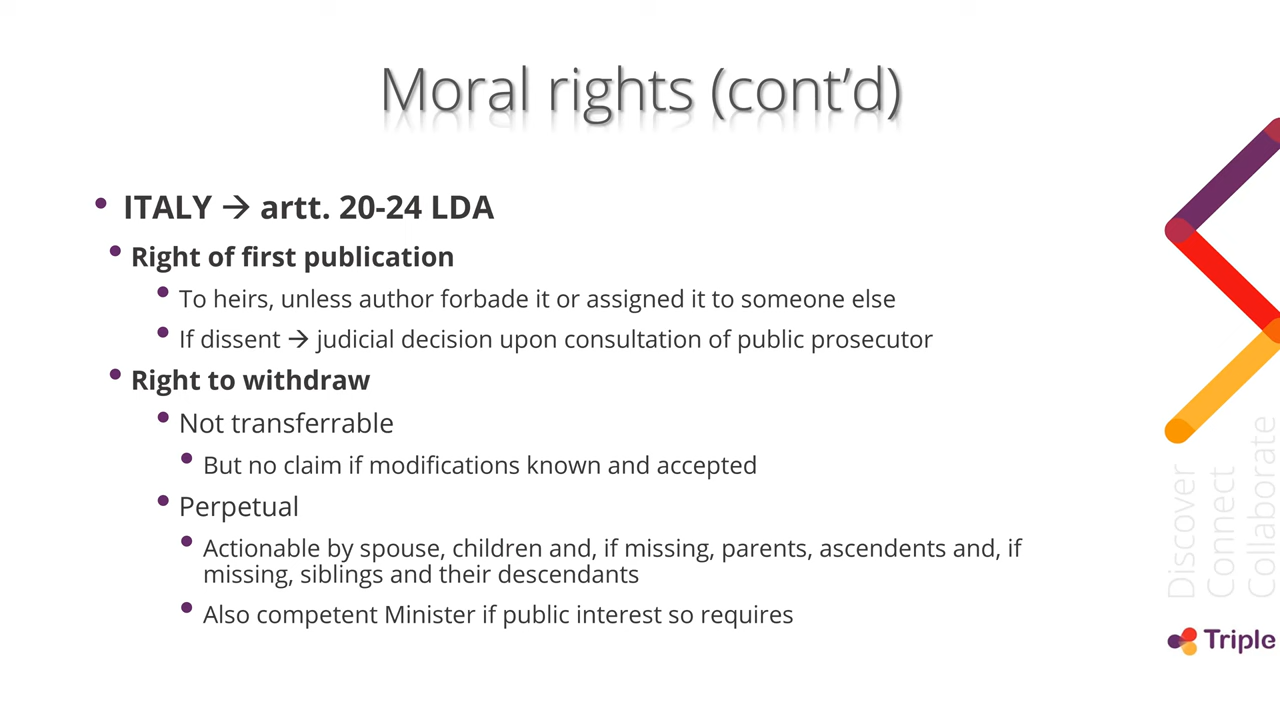 Moral rights (cont’d)
• ITALY → artt. 20-24 LDA
• Right of first publication
• To heirs, unless author forbade it or assigned it to someone else
• If dissent → judicial decision upon consultation of public prosecutor
• Right to withdraw
• Not transferrable
• But no claim if modifications known and accepted
• Perpetual
• Actionable by spouse, children and, if missing, parents, ascendents and, if
missing, siblings and their descendants
• Also competent Minister if public interest so requires
Discover
Connect
Collaborate
Triple